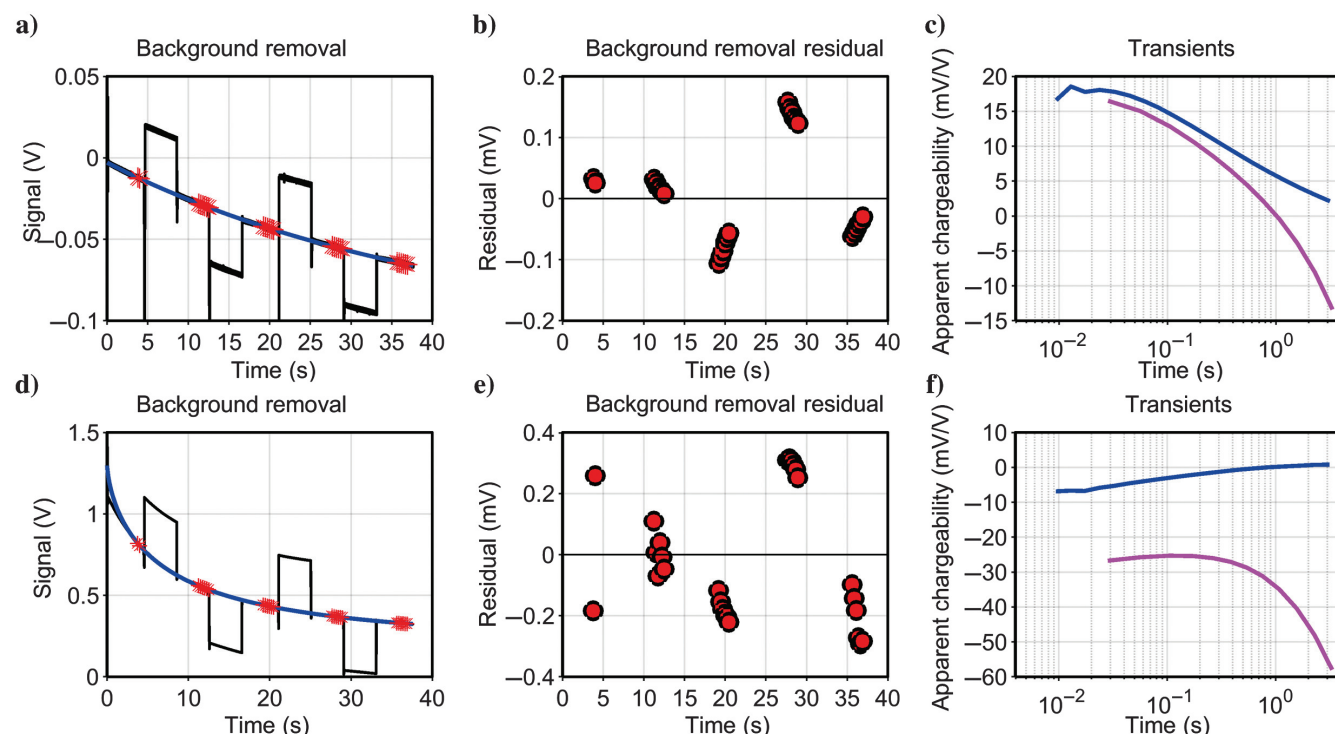 a)
Background removal
Signal (V)
0.05
0
—0.05
—0.1
0 5 10 15 20 25 30 35 40
Time (s)
b)
Background removal residual
Residual (mV)
0.2
0.1
0
—0.1
—0.2
0 5 10 15 20 25 30 35 40
Time (s)
c)
Transients
Apparent chargeability (mV/V)
20
15
10
5
0
—5
—10
—15
10⁻² 10⁻¹ 10⁰
Time (s)
d)
Background removal
Signal (V)
1.5
1
0.5
0
0 5 10 15 20 25 30 35 40
Time (s)
e)
Background removal residual
Residual (mV)
0.4
0.2
0
—0.2
—0.4
0 5 10 15 20 25 30 35 40
Time (s)
f)
Transients
Apparent chargeability (mV/V)
10
0
—10
—20
—30
—40
—50
—60
10⁻² 10⁻¹ 10⁰
Time (s)